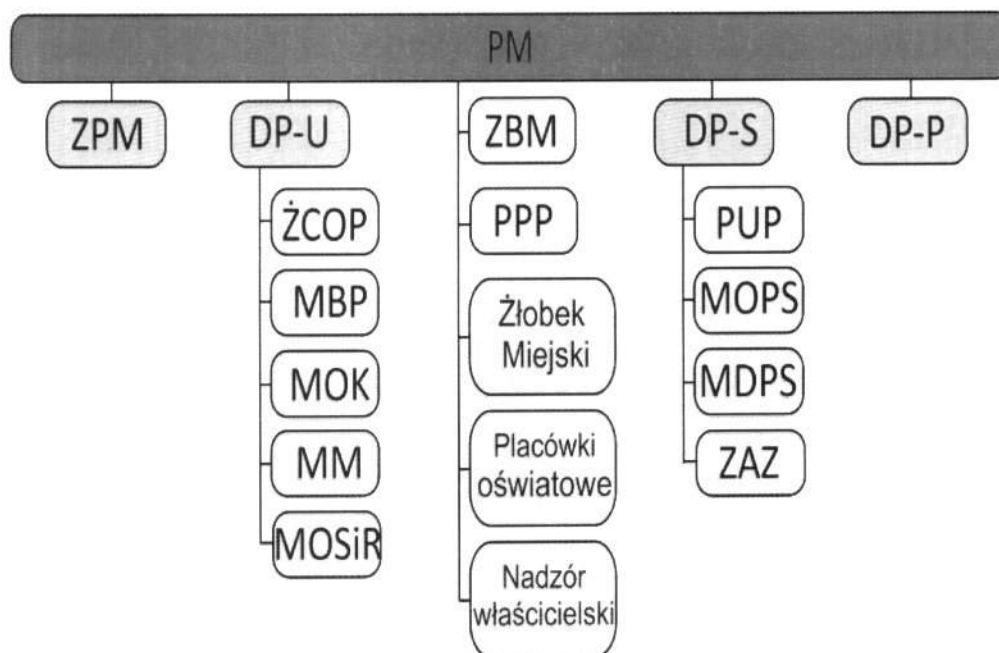 PM
ZPM
DP-U
ŻCOP
MBP
MOK
MM
MOSiR
ZBM
PPP
Żłobek
Miejski
Placówki
oświatowe
Nadzór
właścicielski
DP-S
PUP
MOPS
MDPS
ZAZ
DP-P